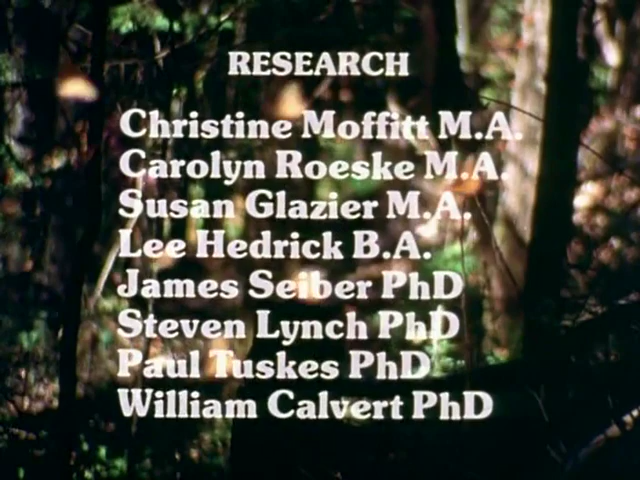 RESEARCH
Christine Moffitt M.A.
Carolyn Roeske M.A.
Susan Glazier M.A.
Lee Hedrick B.A.
James Seiber PhD
Steven Lynch PhD
Paul Tuskes PhD
William Calvert PhD